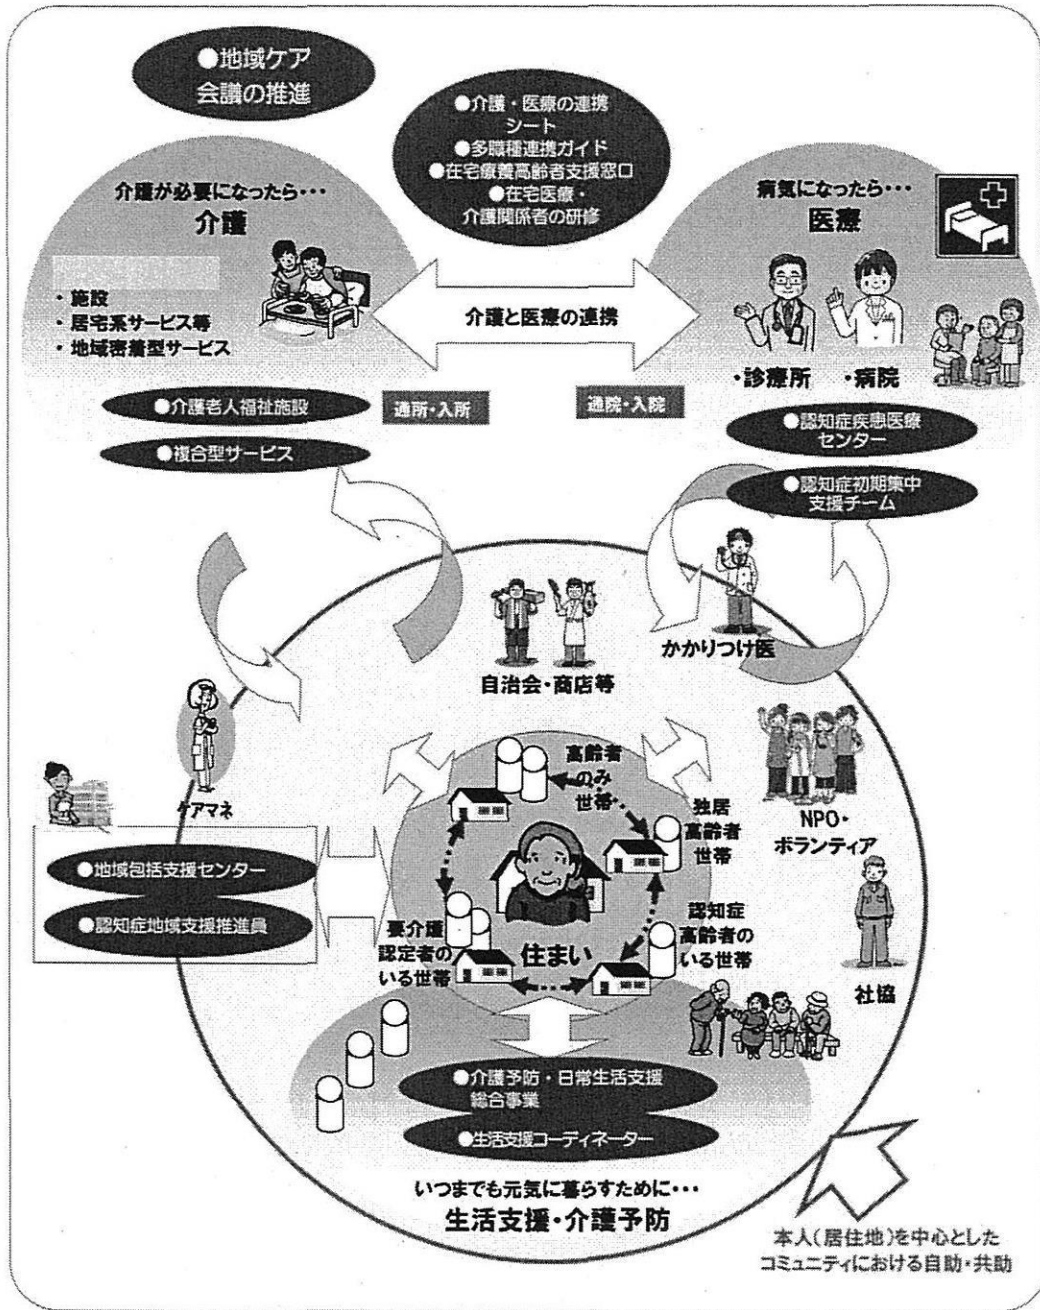 ●地域ケア
会議の推進
●介護・医療の連携
シート
●多職種連携ガイド
●在宅療養高齢者支援窓口
●在宅医療・
介護関係者の研修
介護が必要になったら･･･
介護
・施設
・居宅系サービス等
・地域密着型サービス
介護と医療の連携
病気になったら･･･
医療
・診療所
・病院
●介護老人福祉施設
●複合型サービス
通所・入所
通院・入院
●認知症疾患医療
センター
●認知症初期集中
支援チーム
かかりつけ医
自治会・商店等
ケアマネ
NPO・
ボランティア
社協
●地域包括支援センター
●認知症地域支援推進員
高齢者
のみ
世帯
独居
高齢者
世帯
要介護
認定者の
いる世帯
住まい
認知症
高齢者の
いる世帯
●介護予防・日常生活支援
総合事業
●生活支援コーディネーター
いつまでも元気に暮らすために･･･
生活支援・介護予防
本人(居住地)を中心とした
コミュニティにおける自助・共助